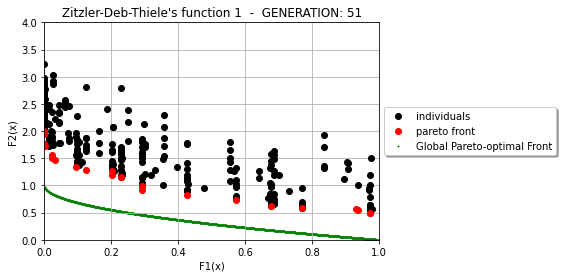 Zitzler-Deb-Thiele's function 1 - GENERATION: 51
4.0
3.5
3.0
2.5
2.0
1.5
1.0
0.5
0.0
F2(x)
0.0 0.2 0.4 0.6 0.8 1.0
F1(x)
individuals
pareto front
Global Pareto-optimal Front